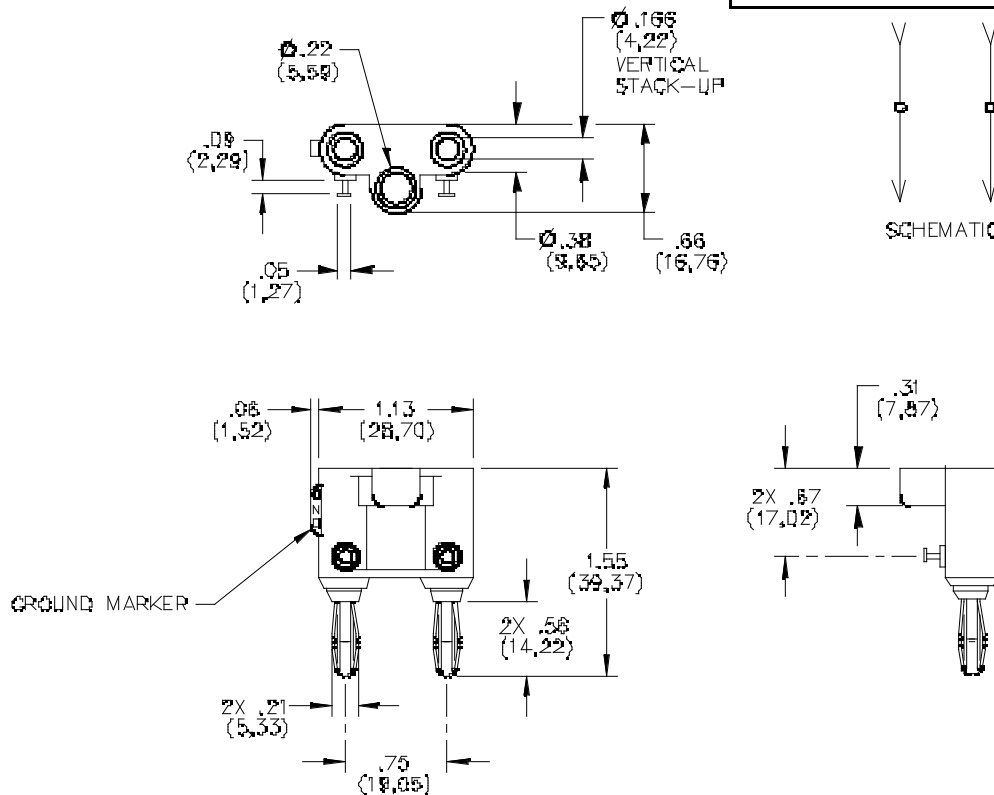 Ø .166
(4,22)
VERTICAL
STACK-UP
Ø .22
(5,59)
.09
(2,29)
Ø .38
(9,65)
.66
(16,76)
.05
(1,27)
SCHEMATIC
.06
(1,52)
1.13
(28,70)
.31
(7,87)
2X .67
(17,02)
N
1.55
(39,37)
GROUND MARKER
2X .56
(14,22)
2X .21
(5,33)
.75
(19,05)